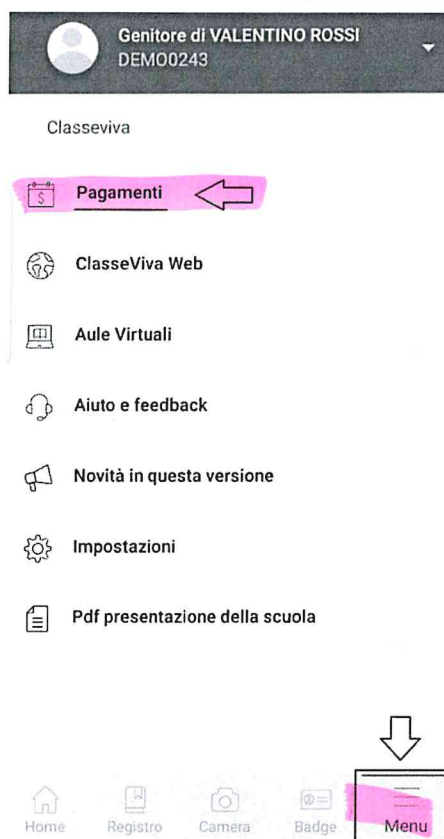 Genitore di VALENTINO ROSSI
DEMO0243
Classeviva
$ Pagamenti
ClasseViva Web
Aule Virtuali
Aiuto e feedback
Novità in questa versione
Impostazioni
Pdf presentazione della scuola
Home Registro Camera Badge Menu